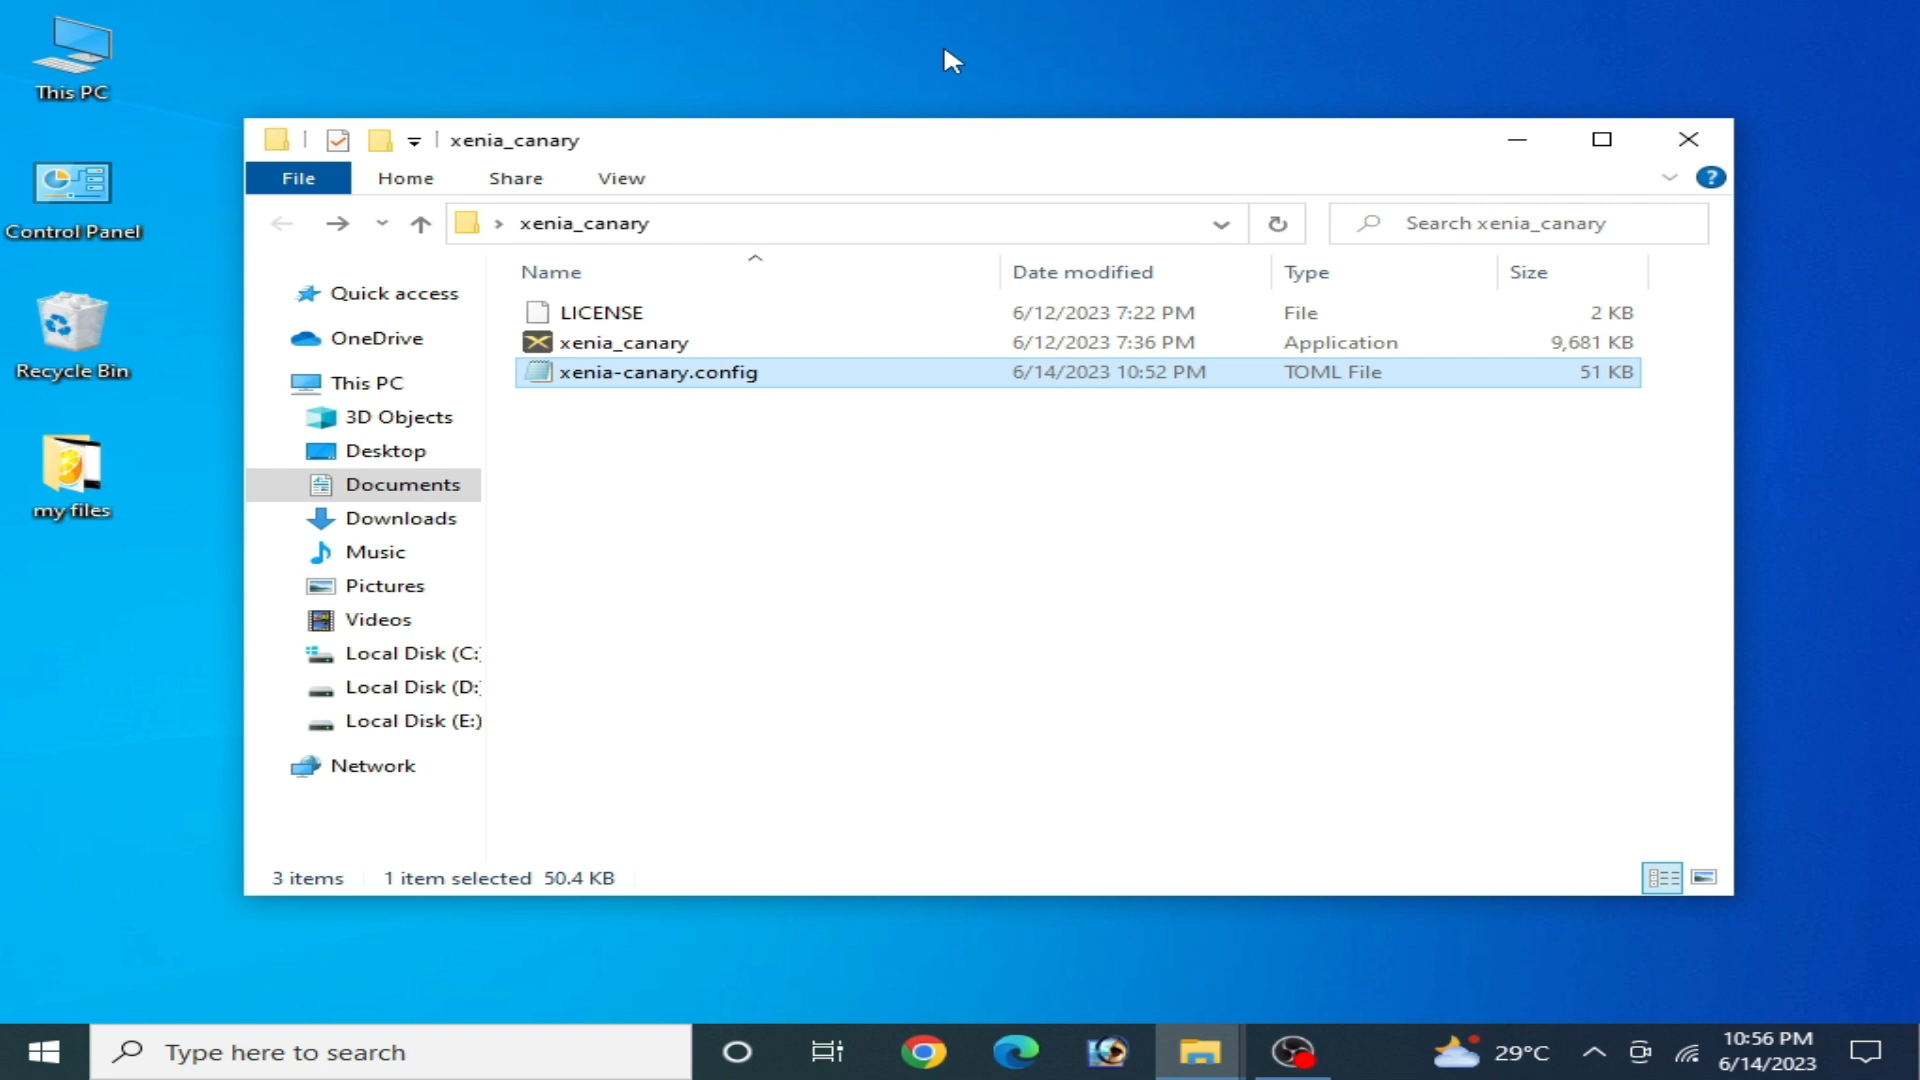 This PC
Control Panel
Recycle Bin
my files
xenia_canary
File Home Share View
?
xenia_canary
Search xenia_canary
Name Date modified Type Size
LICENSE 6/12/2023 7:22 PM File 2 KB
xenia_canary 6/12/2023 7:36 PM Application 9,681 KB
xenia-canary.config 6/14/2023 10:52 PM TOML File 51 KB
Quick access
OneDrive
This PC
3D Objects
Desktop
Documents
Downloads
Music
Pictures
Videos
Local Disk (C:
Local Disk (D:
Local Disk (E:)
Network
3 items 1 item selected 50.4 KB
Type here to search
29°C
10:56 PM
6/14/2023